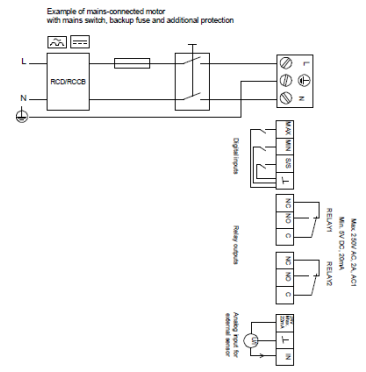 Example of mains-connected motor
with mains switch, backup fuse and additional protection
L
RCD/RCCB
N
L
N
Digital inputs
MAX
MIN
S/S
Relay outputs
NC
NO
C
RELAY1
NC
NO
C
RELAY2
Max. 250V AC, 2A, AC1
Min. 5V DC, 20mA
Analog input for
external sensor
IN